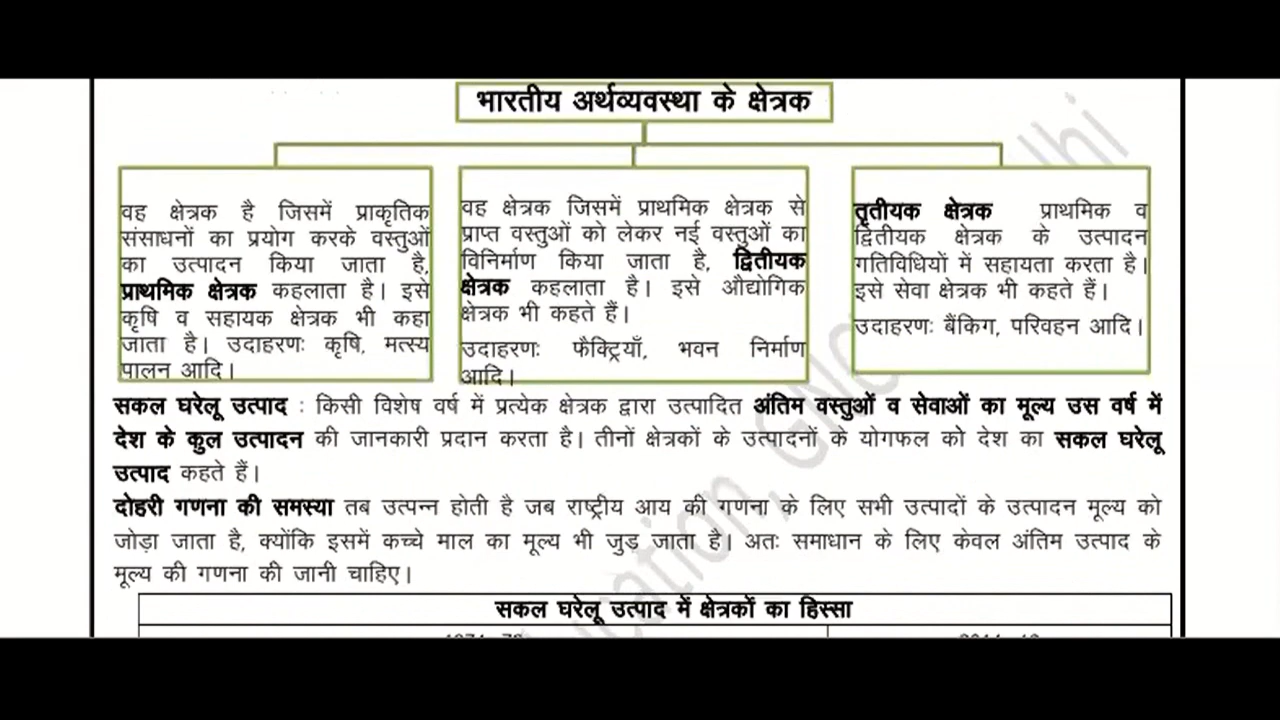 भारतीय अर्थव्यवस्था के क्षेत्रक
वह क्षेत्रक है जिसमें प्राकृतिक
संसाधनों का प्रयोग करके वस्तुओं
का उत्पादन किया जाता है,
प्राथमिक क्षेत्रक कहलाता है। इसे
कृषि व सहायक क्षेत्रक भी कहा
जाता है। उदाहरणः कृषि, मत्स्य
पालन आदि।
वह क्षेत्रक जिसमें प्राथमिक क्षेत्रक से
प्राप्त वस्तुओं को लेकर नई वस्तुओं का
विनिर्माण किया जाता है, द्वितीयक
क्षेत्रक कहलाता है। इसे औद्योगिक
क्षेत्रक भी कहते हैं।
उदाहरणः फैक्ट्रियाँ, भवन निर्माण
आदि।
तृतीयक क्षेत्रक प्राथमिक व
द्वितीयक क्षेत्रक के उत्पादन
गतिविधियों में सहायता करता है।
इसे सेवा क्षेत्रक भी कहते हैं।
उदाहरणः बैंकिग, परिवहन आदि।
सकल घरेलू उत्पाद : किसी विशेष वर्ष में प्रत्येक क्षेत्रक द्वारा उत्पादित अंतिम वस्तुओं व सेवाओं का मूल्य उस वर्ष में
देश के कुल उत्पादन की जानकारी प्रदान करता है। तीनों क्षेत्रकों के उत्पादनों के योगफल को देश का सकल घरेलू
उत्पाद कहते हैं।
दोहरी गणना की समस्या तब उत्पन्न होती है जब राष्ट्रीय आय की गणना के लिए सभी उत्पादों के उत्पादन मूल्य को
जोड़ा जाता है, क्योंकि इसमें कच्चे माल का मूल्य भी जुड़ जाता है। अतः समाधान के लिए केवल अंतिम उत्पाद के
मूल्य की गणना की जानी चाहिए।
सकल घरेलू उत्पाद में क्षेत्रकों का हिस्सा